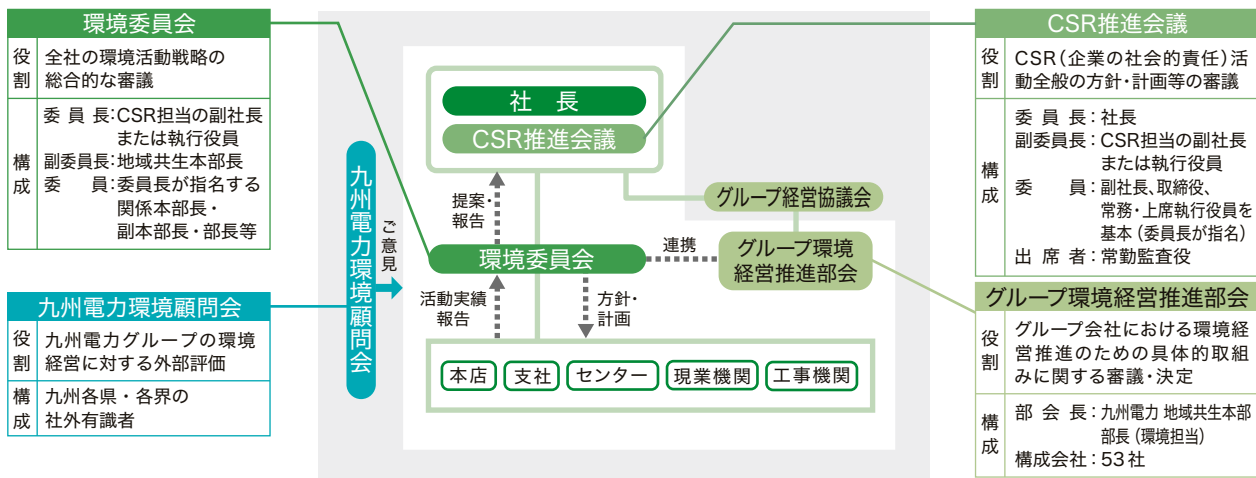 環境委員会
役割
全社の環境活動戦略の
総合的な審議
構成
委員長:CSR担当の副社長
または執行役員
副委員長:地域共生本部長
委員:委員長が指名する
関係本部長・
副本部長・部長等
九州電力環境顧問会
役割
九州電力グループの環境
経営に対する外部評価
構成
九州各県・各界の
社外有識者
九州電力環境顧問会
ご意見
社長
CSR推進会議
提案・
報告
グループ経営協議会
環境委員会
連携
グループ環境
経営推進部会
活動実績
報告
方針・
計画
本店
支社
センター
現業機関
工事機関
CSR推進会議
役割
CSR(企業の社会的責任)活
動全般の方針・計画等の審議
構成
委員長:社長
副委員長:CSR担当の副社長
または執行役員
委員:副社長、取締役、
常務・上席執行役員を
基本(委員長が指名)
出席者:常勤監査役
グループ環境経営推進部会
役割
グループ会社における環境経
営推進のための具体的取組
みに関する審議・決定
構成
部会長:九州電力 地域共生本部
部長(環境担当)
構成会社:53社